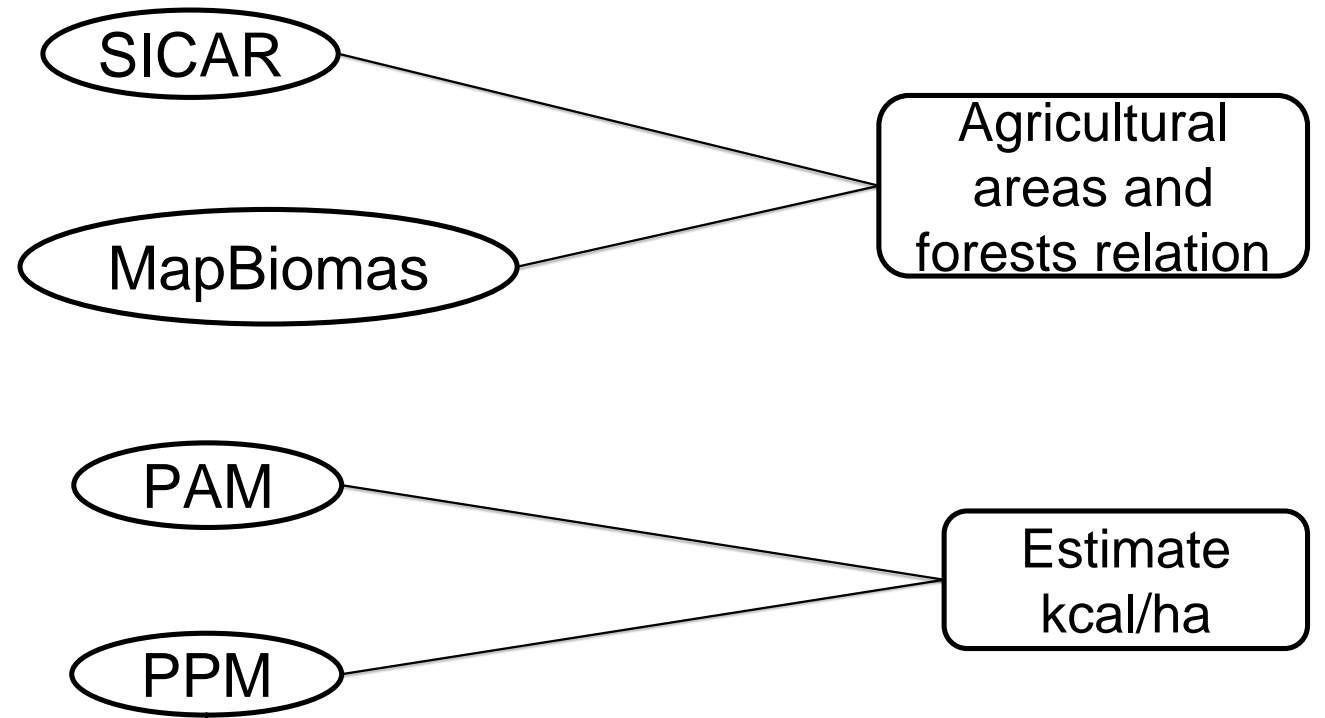 SICAR
MapBiomas
Agricultural
areas and
forests relation
PAM
PPM
Estimate
kcal/ha